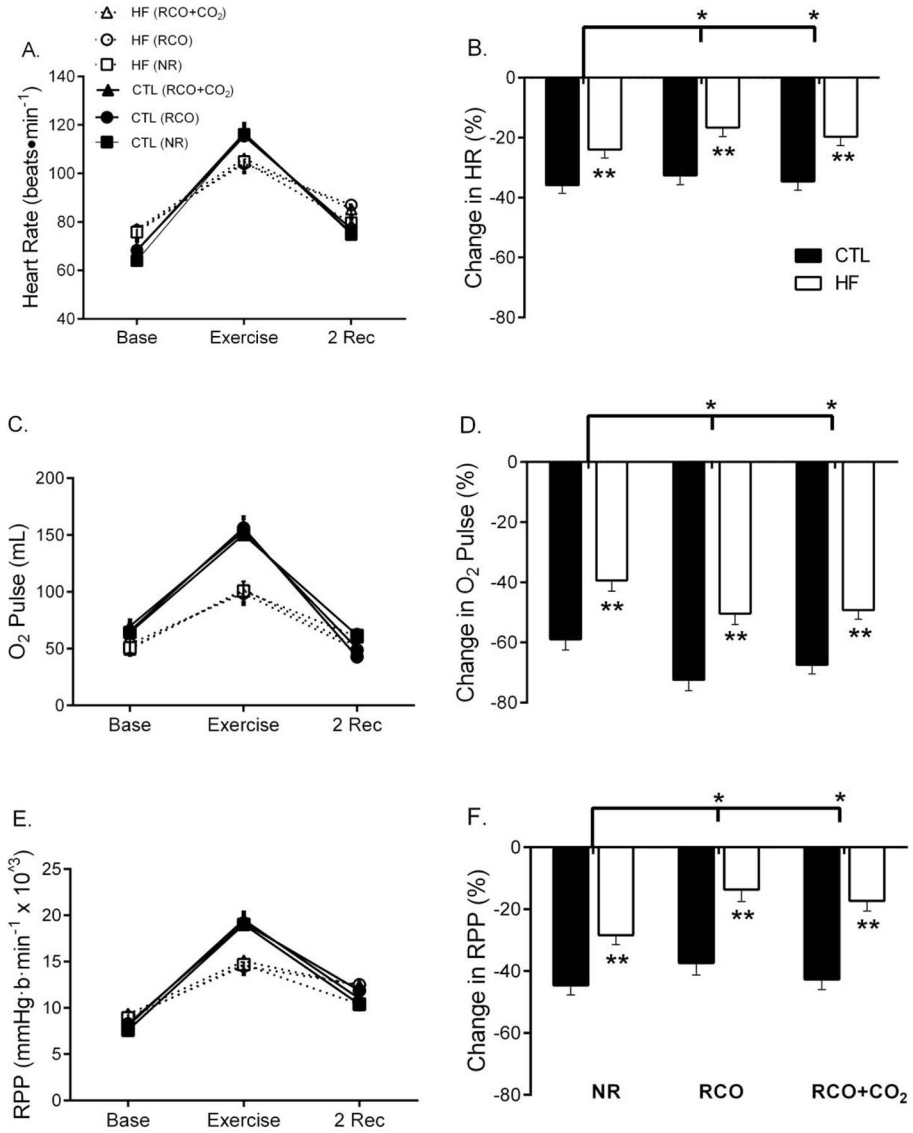 A.
HF (RCO+CO₂)
HF (RCO)
HF (NR)
CTL (RCO+CO₂)
CTL (RCO)
CTL (NR)
Heart Rate (beats•min⁻¹)
140
120
100
80
60
40
Base Exercise 2 Rec
B.
* * *
Change in HR (%)
0
-20
-40
-60
-80
** ** **
CTL
HF
C.
O₂ Pulse (mL)
200
150
100
50
0
Base Exercise 2 Rec
D.
* *
Change in O₂ Pulse (%)
0
-20
-40
-60
-80
** ** **
E.
RPP (mmHg·b·min⁻¹ x 10^3)
25
20
15
10
5
0
Base Exercise 2 Rec
F.
* *
Change in RPP (%)
0
-20
-40
-60
-80
** ** **
NR RCO RCO+CO₂